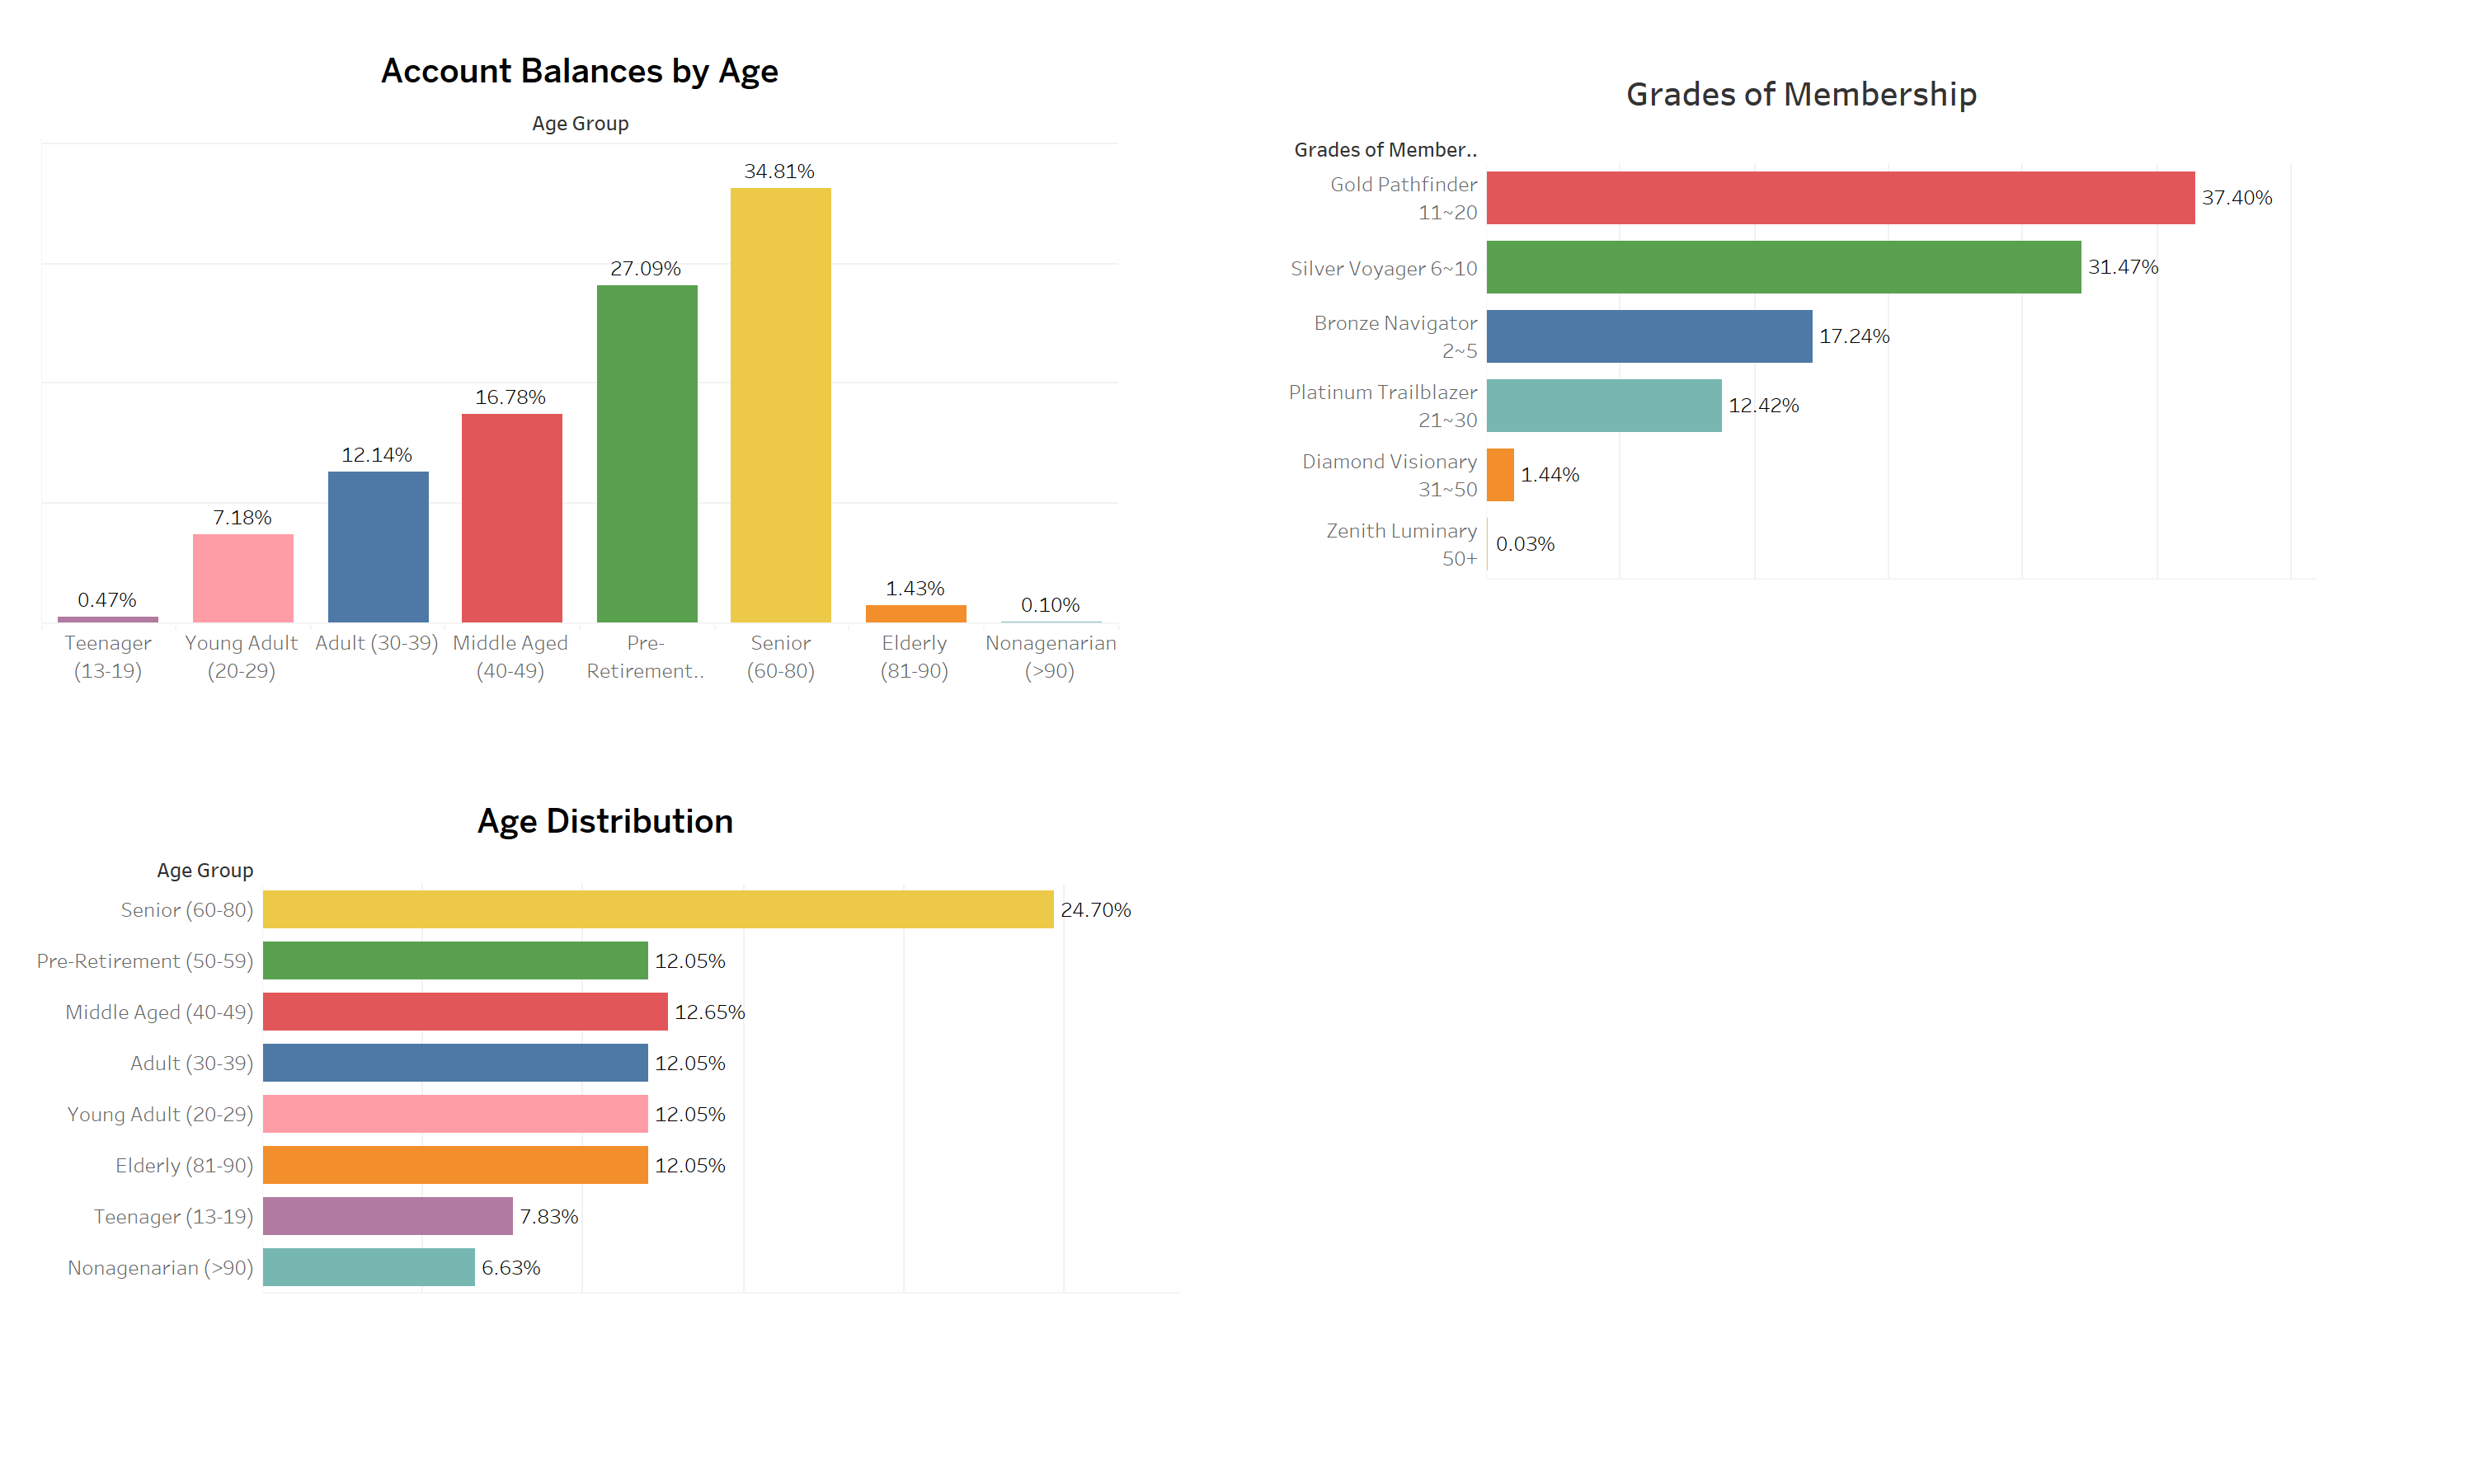 Account Balances by Age
Age Group
34.81%
27.09%
16.78%
12.14%
7.18%
0.47%
1.43%
0.10%
Teenager Young Adult Adult (30-39) Middle Aged Pre- Senior Elderly Nonagenarian
(13-19) (20-29) (40-49) Retirement.. (60-80) (81-90) (>90)
Grades of Membership
Grades of Member..
Gold Pathfinder
11~20
37.40%
Silver Voyager 6~10
31.47%
Bronze Navigator
2~5
17.24%
Platinum Trailblazer
21~30
12.42%
Diamond Visionary
31~50
1.44%
Zenith Luminary
50+
0.03%
Age Distribution
Age Group
Senior (60-80) 24.70%
Pre-Retirement (50-59) 12.05%
Middle Aged (40-49) 12.65%
Adult (30-39) 12.05%
Young Adult (20-29) 12.05%
Elderly (81-90) 12.05%
Teenager (13-19) 7.83%
Nonagenarian (>90) 6.63%